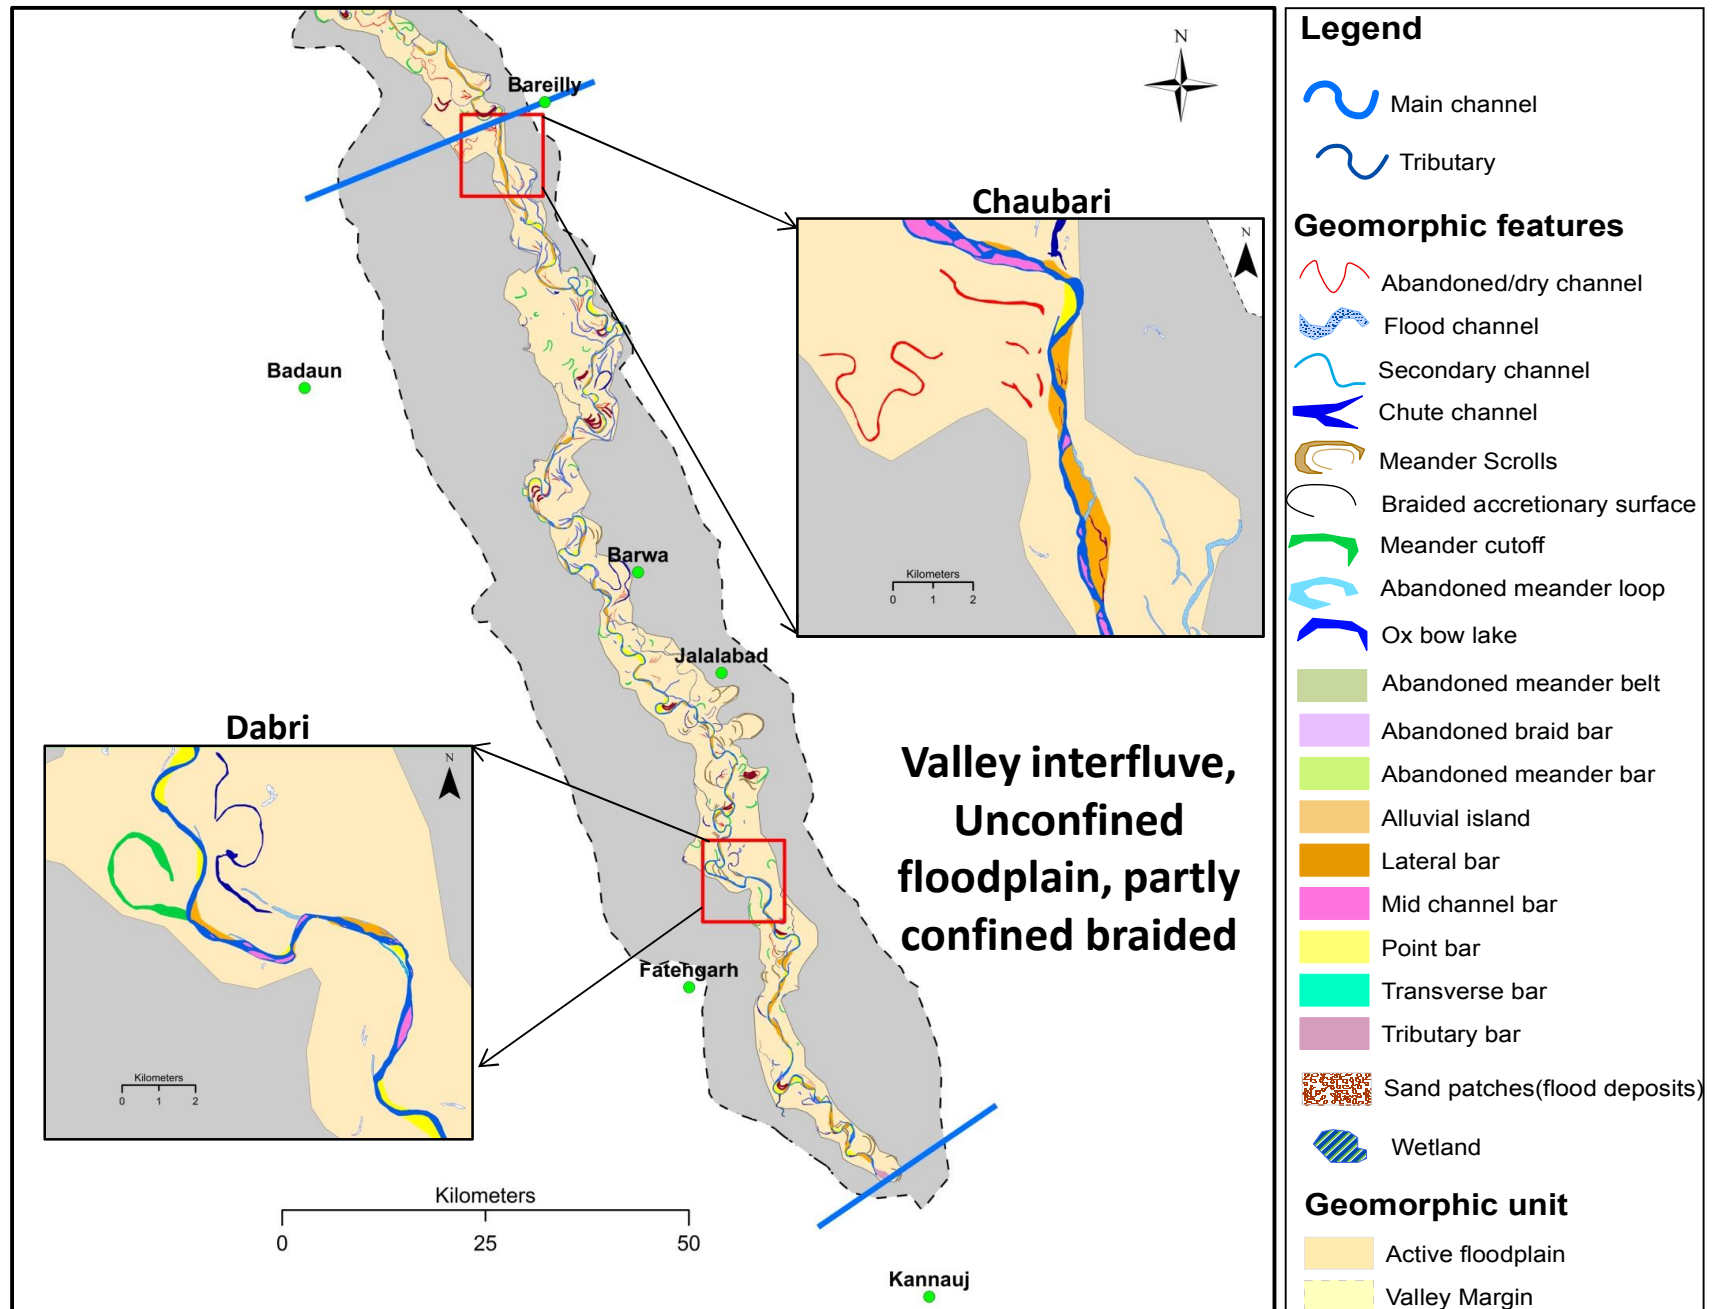 N
Bareilly
Chaubari
N
Kilometers
0 1 2
Badaun
Barwa
Jalalabad
Dabri
N
Kilometers
0 1 2
Valley interfluve,
Unconfined
floodplain, partly
confined braided
Fatehgarh
Kilometers
0 25 50
Kannauj
Legend
Main channel
Tributary
Geomorphic features
Abandoned/dry channel
Flood channel
Secondary channel
Chute channel
Meander Scrolls
Braided accretionary surface
Meander cutoff
Abandoned meander loop
Ox bow lake
Abandoned meander belt
Abandoned braid bar
Abandoned meander bar
Alluvial island
Lateral bar
Mid channel bar
Point bar
Transverse bar
Tributary bar
Sand patches(flood deposits)
Wetland
Geomorphic unit
Active floodplain
Valley Margin